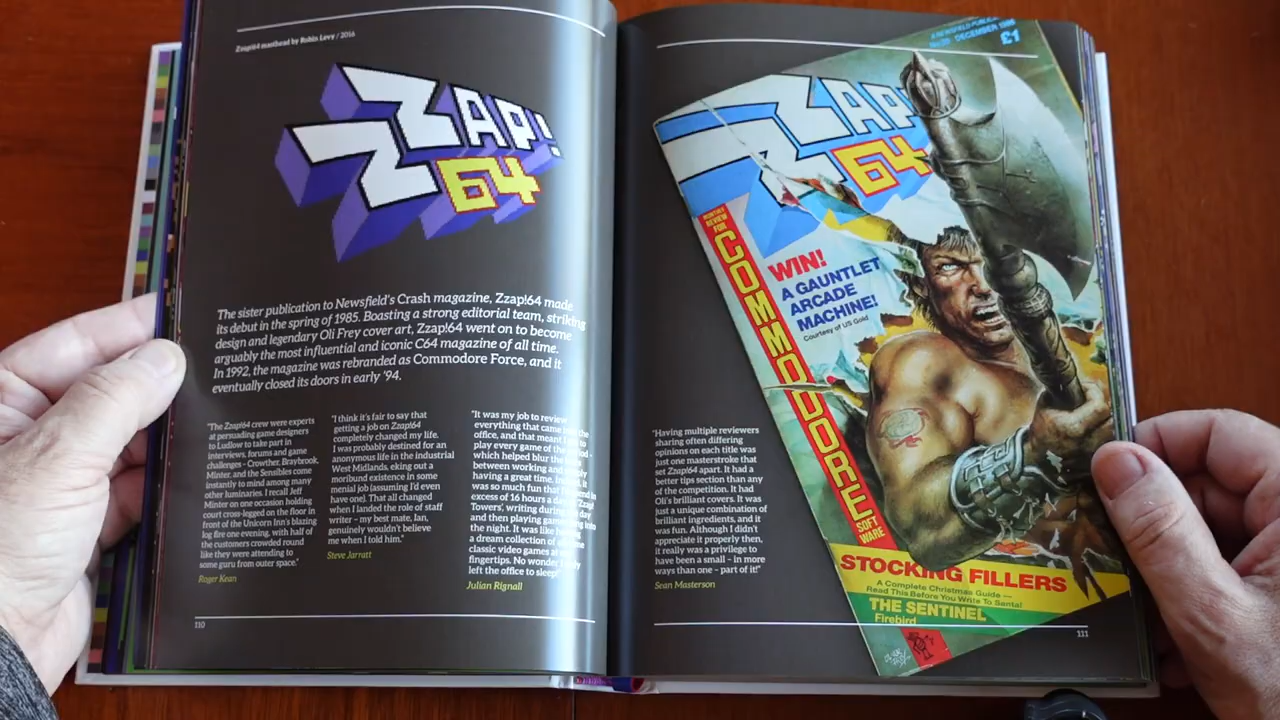 Zzap!64 masthead by Robin Levy / 2016
ZZAP!
64
The sister publication to Newsfield's Crash magazine, Zzap!64 made
its debut in the spring of 1985. Boasting a strong editorial team, striking
design and legendary Oli Frey cover art, Zzap!64 went on to become
arguably the most influential and iconic C64 magazine of all time.
In 1992, the magazine was rebranded as Commodore Force, and it
eventually closed its doors in early '94.
"The Zzap!64 crew were experts
at persuading game designers
to Ludlow to take part in
interviews, forums and game
challenges – Crowther, Braybrook,
Minter, and the Sensibles come
instantly to mind among many
other luminaries. I recall Jeff
Minter on one occasion holding
court cross-legged on the floor in
front of the Unicorn Inn's blazing
log fire one evening, with half of
the customers crowded round
like they were attending to
some guru from outer space."
Roger Kean
"I think it's fair to say that
getting a job on Zzap!64
completely changed my life.
I was probably destined for an
anonymous life in the industrial
West Midlands, eking out a
moribund existence in some
menial job (assuming I'd even
have one). That all changed
when I landed the role of staff
writer – my best mate, Ian,
genuinely wouldn't believe
me when I told him."
Steve Jarratt
"It was my job to review
everything that came the
office, and that meant to
play every game of the
which helped blur the
between working and
having a great time. it
was so much fun that
excess of 16 hours a
Towers', writing during day
and then playing into
the night. It was like
a dream collection of
classic video games at
fingertips. No wonder
left the office to sleep!"
Julian Rignall
110
"Having multiple reviewers
sharing often differing
opinions on each title was
just one masterstroke that
set Zzap!64 apart. It had a
better tips section than any
of the competition. It had
Oli's brilliant covers. It was
just a unique combination of
brilliant ingredients, and it
was fun. Although I didn't
appreciate it properly then,
it really was a privilege to
have been a small – in more
ways than one – part of it!"
Sean Masterson
A NEWSFIELD PUBLICATION
No.20 DECEMBER 1986
£1
ZZAP!
64
MONTHLY
REVIEW
FOR
COMMODORE
SOFT
WARE
WIN!
A GAUNTLET
ARCADE
MACHINE!
Courtesy of US Gold
STOCKING FILLERS
A Complete Christmas Guide —
Read This Before You Write To Santa!
THE SENTINEL
Firebird
111